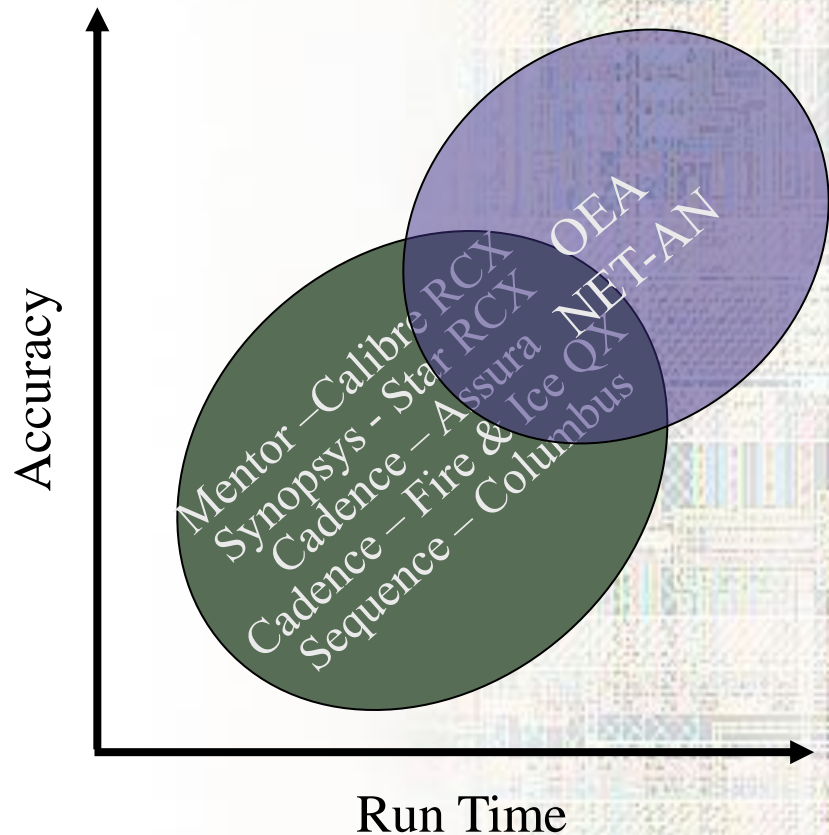 Accuracy
OEA
NET-AN
Mentor –Calibre RCX
Synopsys - Star RCX
Cadence – Assura
Cadence – Fire & Ice QX
Sequence – Columbus
Run Time